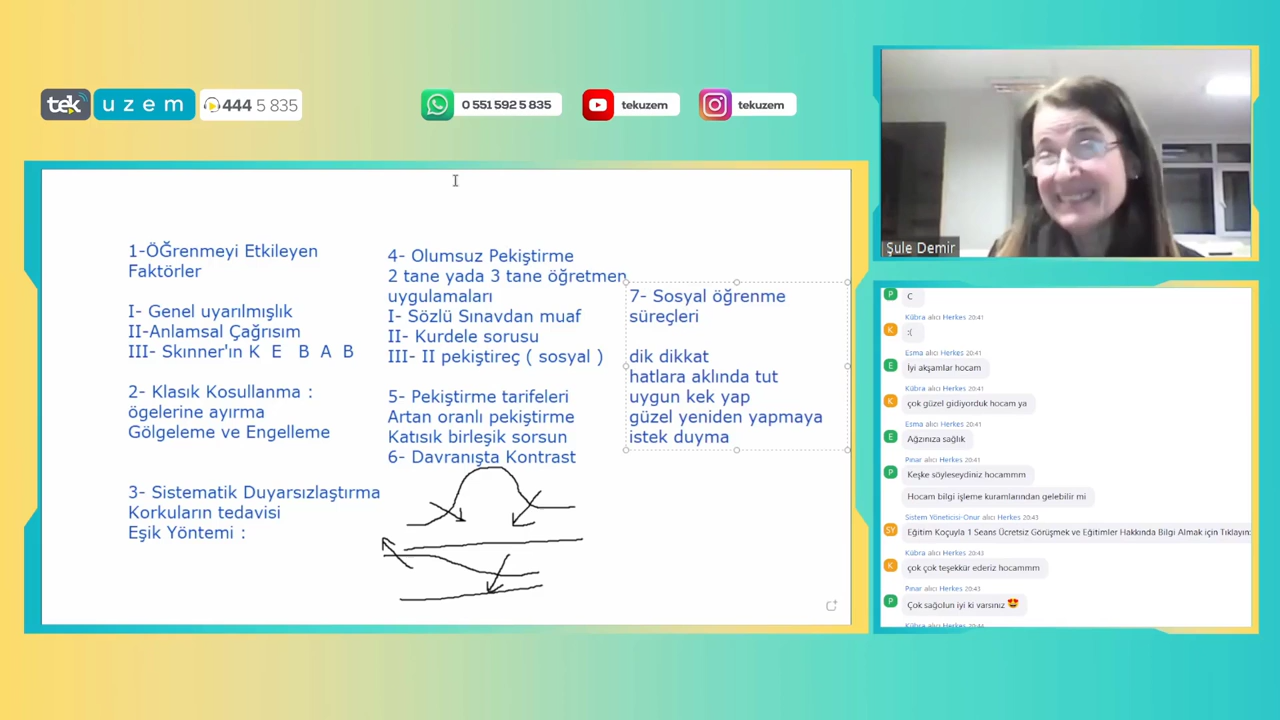 tek uzem 444 5 835
0 551 592 5 835
tekuzem
tekuzem
1-ÖĞrenmeyi Etkileyen
Faktörler
I- Genel uyarılmışlık
II-Anlamsal Çağrısım
III- Skınner'ın K E B A B
2- Klasık Kosullanma :
ögelerine ayırma
Gölgeleme ve Engelleme
3- Sistematik Duyarsızlaştırma
Korkuların tedavisi
Eşik Yöntemi :
4- Olumsuz Pekiştirme
2 tane yada 3 tane öğretmen
uygulamaları
I- Sözlü Sınavdan muaf
II- Kurdele sorusu
III- II pekiştireç ( sosyal )
5- Pekiştirme tarifeleri
Artan oranlı pekiştirme
Katısık birleşik sorsun
6- Davranışta Kontrast
7- Sosyal öğrenme
süreçleri
dik dikkat
hatlara aklında tut
uygun kek yap
güzel yeniden yapmaya
istek duyma
Şule Demir
P C
Kübra alıcı Herkes 20:41
K :(
Esma alıcı Herkes 20:41
E İyi akşamlar hocam
Kübra alıcı Herkes 20:41
K çok güzel gidiyorduk hocam ya
Esma alıcı Herkes 20:41
E Ağzınıza sağlık
Pınar alıcı Herkes 20:41
P Keşke söyleseydiniz hocammm
Hocam bilgi işleme kuramlarından gelebilir mi
Sistem Yöneticisi-Onur alıcı Herkes 20:43
SY Eğitim Koçuyla 1 Seans Ücretsiz Görüşmek ve Eğitimler Hakkında Bilgi Almak için Tıklayın:
Kübra alıcı Herkes 20:43
K çok çok teşekkür ederiz hocammm
Pınar alıcı Herkes 20:43
P Çok sağolun iyi ki varsınız 😍
Kübra alıcı Herkes 20:44